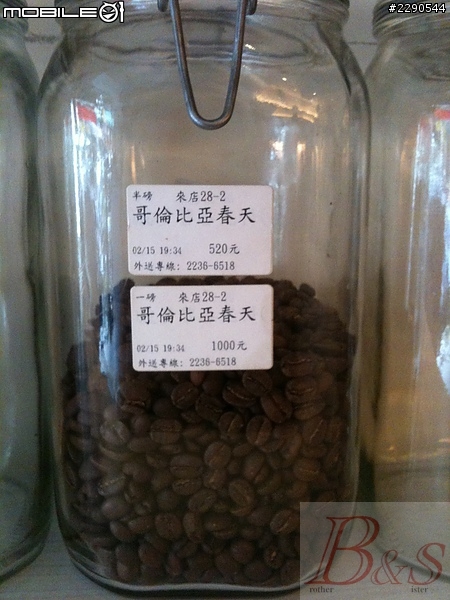 MOBILE01
#2290544
半磅 來店28-2
哥倫比亞春天
02/15 19:34 520元
外送專線: 2236-6518
一磅 來店28-2
哥倫比亞春天
02/15 19:34 1000元
外送專線: 2236-6518
B&S
rother ister